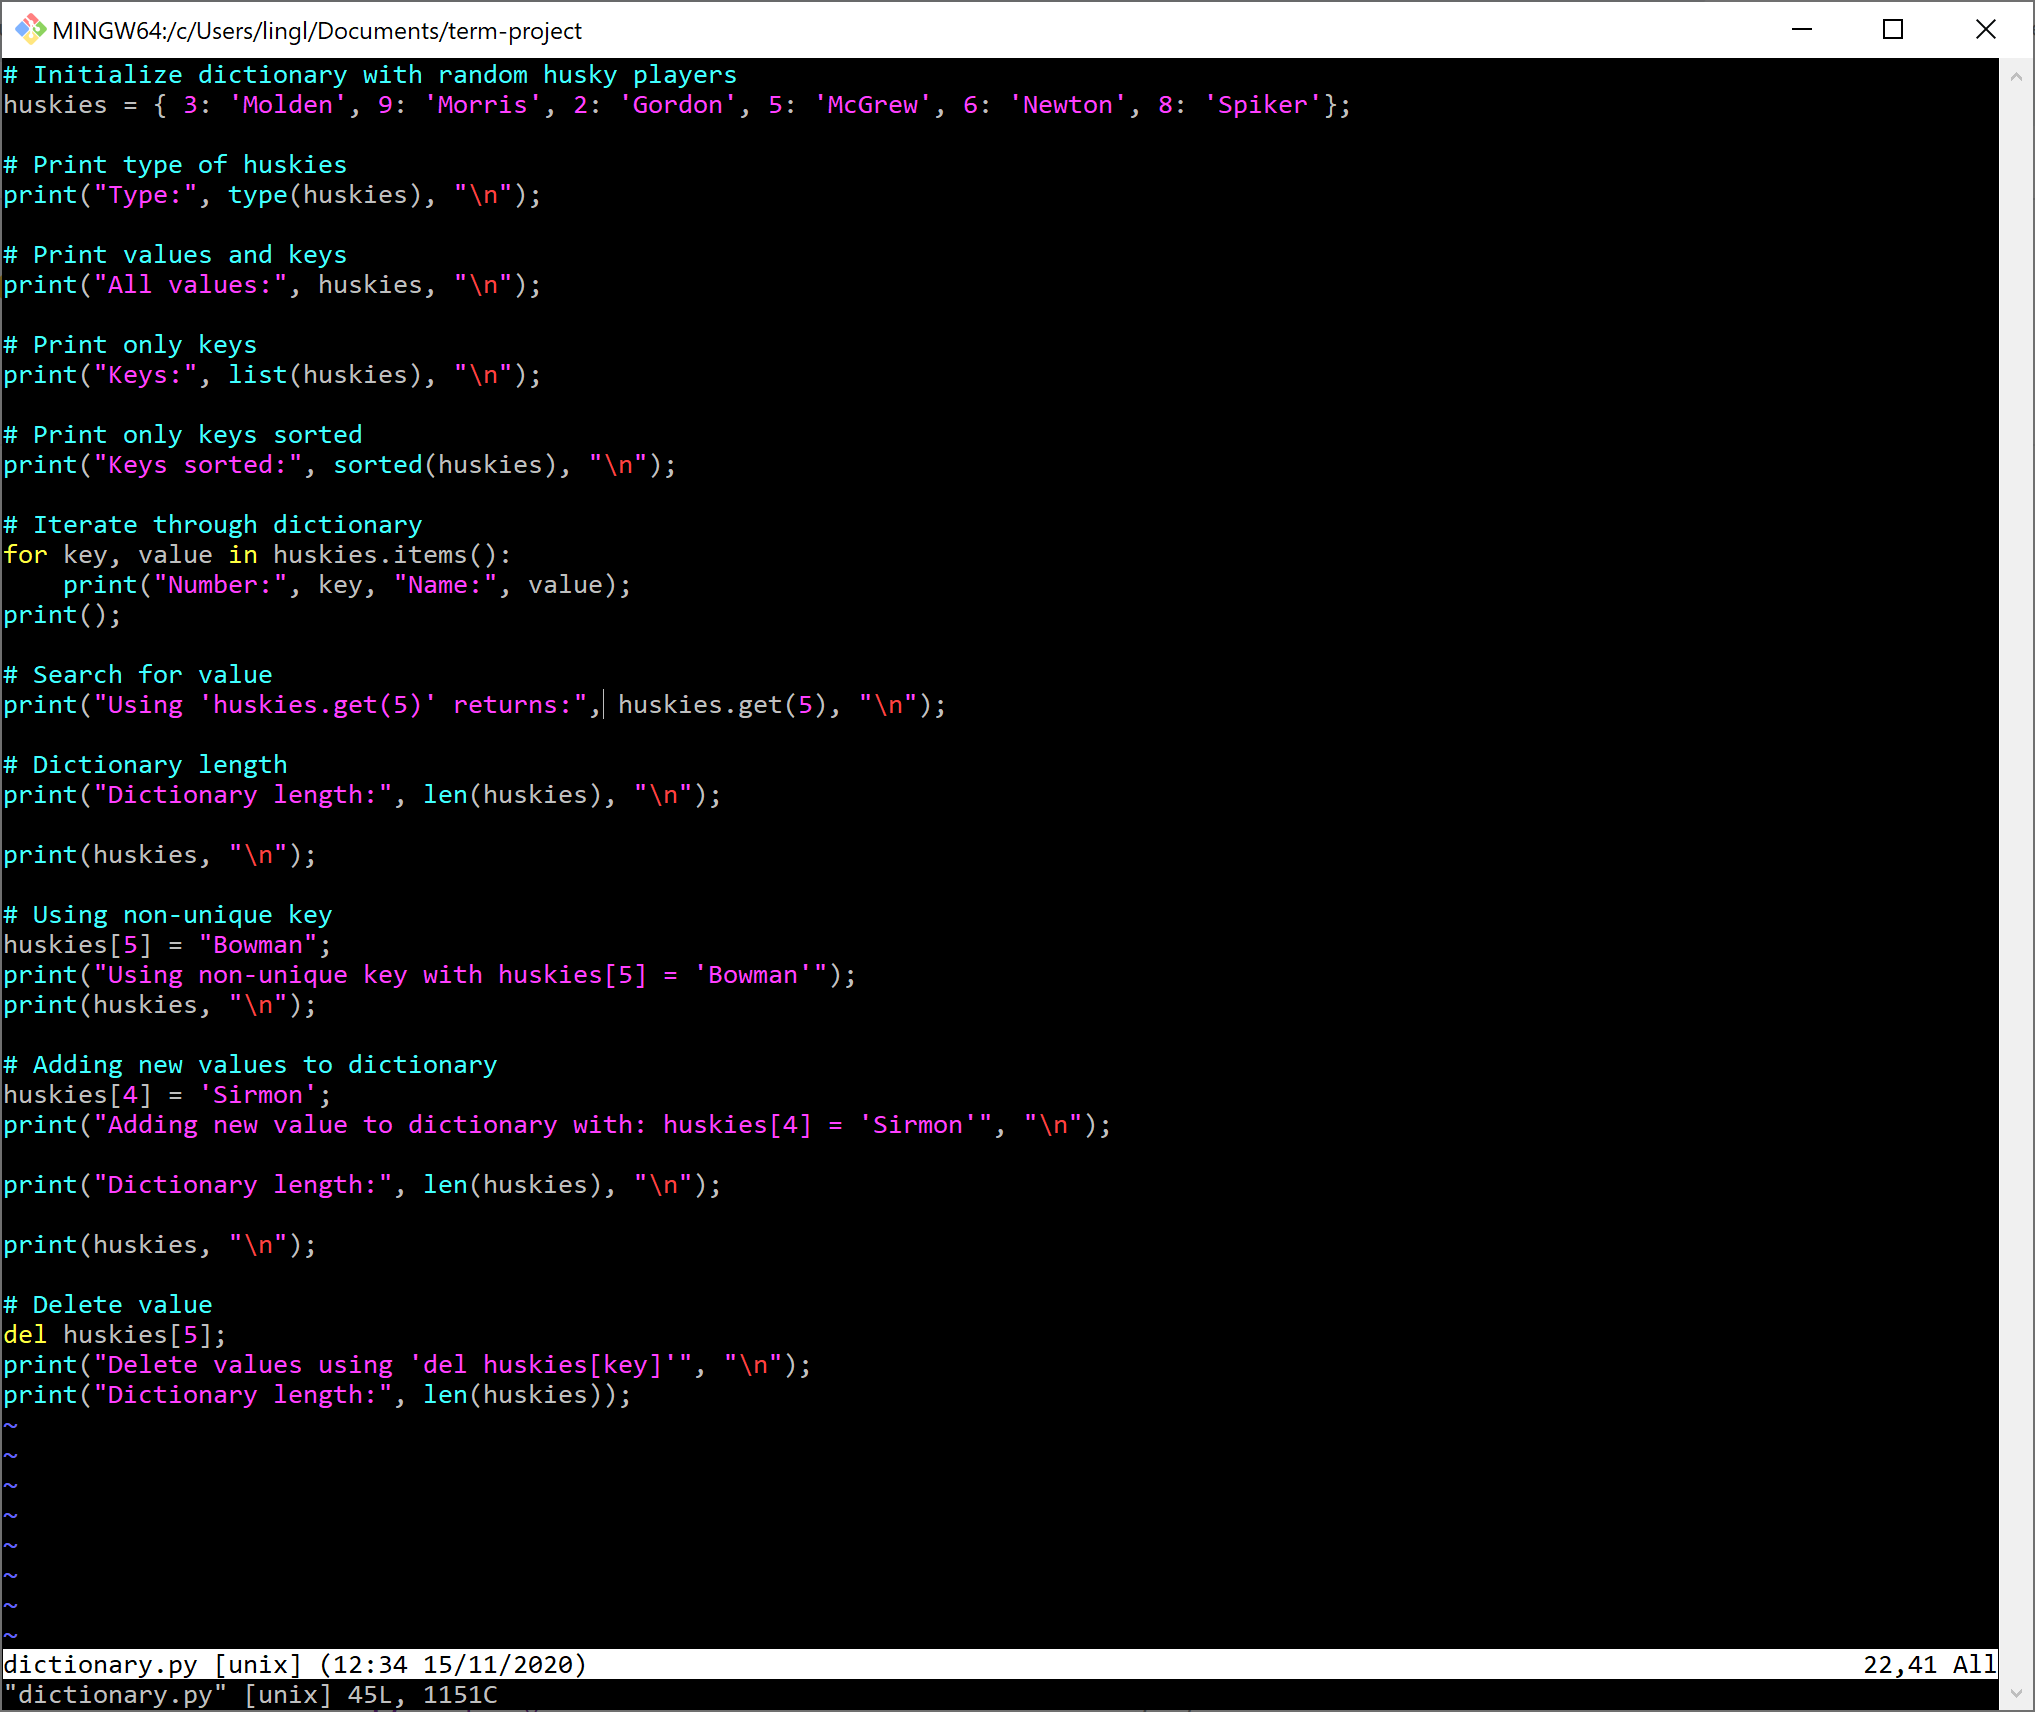 MINGW64:/c/Users/lingl/Documents/term-project
# Initialize dictionary with random husky players
huskies = { 3: 'Molden', 9: 'Morris', 2: 'Gordon', 5: 'McGrew', 6: 'Newton', 8: 'Spiker'};

# Print type of huskies
print("Type:", type(huskies), "\n");

# Print values and keys
print("All values:", huskies, "\n");

# Print only keys
print("Keys:", list(huskies), "\n");

# Print only keys sorted
print("Keys sorted:", sorted(huskies), "\n");

# Iterate through dictionary
for key, value in huskies.items():
    print("Number:", key, "Name:", value);
print();

# Search for value
print("Using 'huskies.get(5)' returns:", huskies.get(5), "\n");

# Dictionary length
print("Dictionary length:", len(huskies), "\n");

print(huskies, "\n");

# Using non-unique key
huskies[5] = "Bowman";
print("Using non-unique key with huskies[5] = 'Bowman'");
print(huskies, "\n");

# Adding new values to dictionary
huskies[4] = 'Sirmon';
print("Adding new value to dictionary with: huskies[4] = 'Sirmon'", "\n");

print("Dictionary length:", len(huskies), "\n");

print(huskies, "\n");

# Delete value
del huskies[5];
print("Delete values using 'del huskies[key]'", "\n");
print("Dictionary length:", len(huskies));
~
~
~
~
~
~
~
~
dictionary.py [unix] (12:34 15/11/2020) 22,41 All
"dictionary.py" [unix] 45L, 1151C